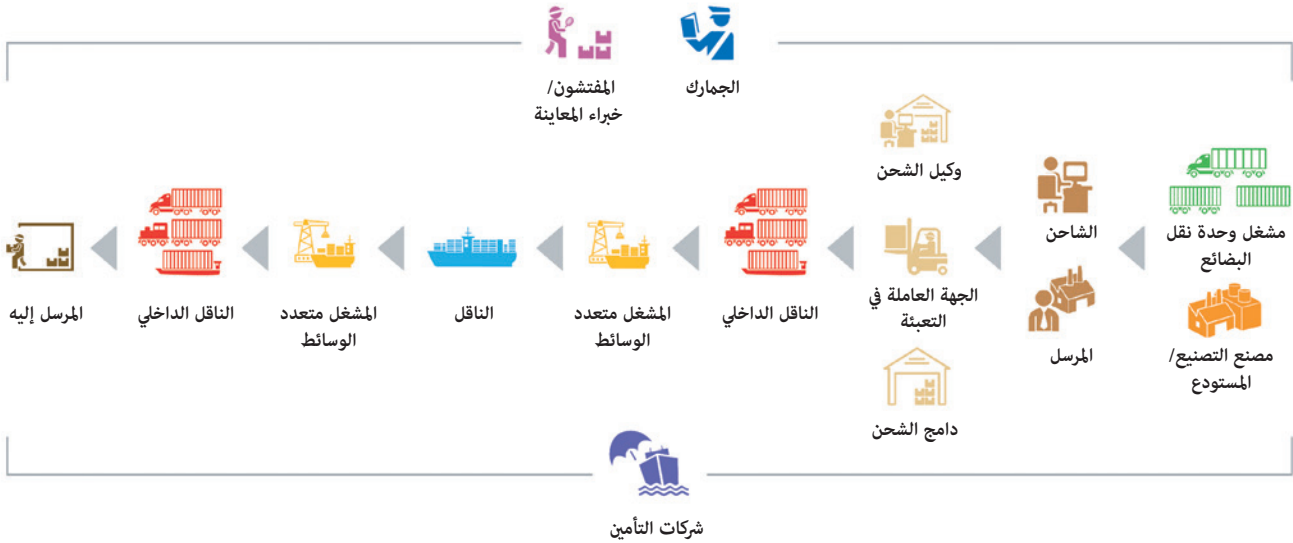 الجمارك
المفتشون/
خبراء المعاينة
مشغل وحدة نقل
البضائع
مصنع التصنيع/
المستودع
الشاحن
المرسل
وكيل الشحن
الجهة العاملة في
التعبئة
دامج الشحن
الناقل الداخلي
المشغل متعدد
الوسائط
الناقل
المشغل متعدد
الوسائط
الناقل الداخلي
المرسل إليه
شركات التأمين